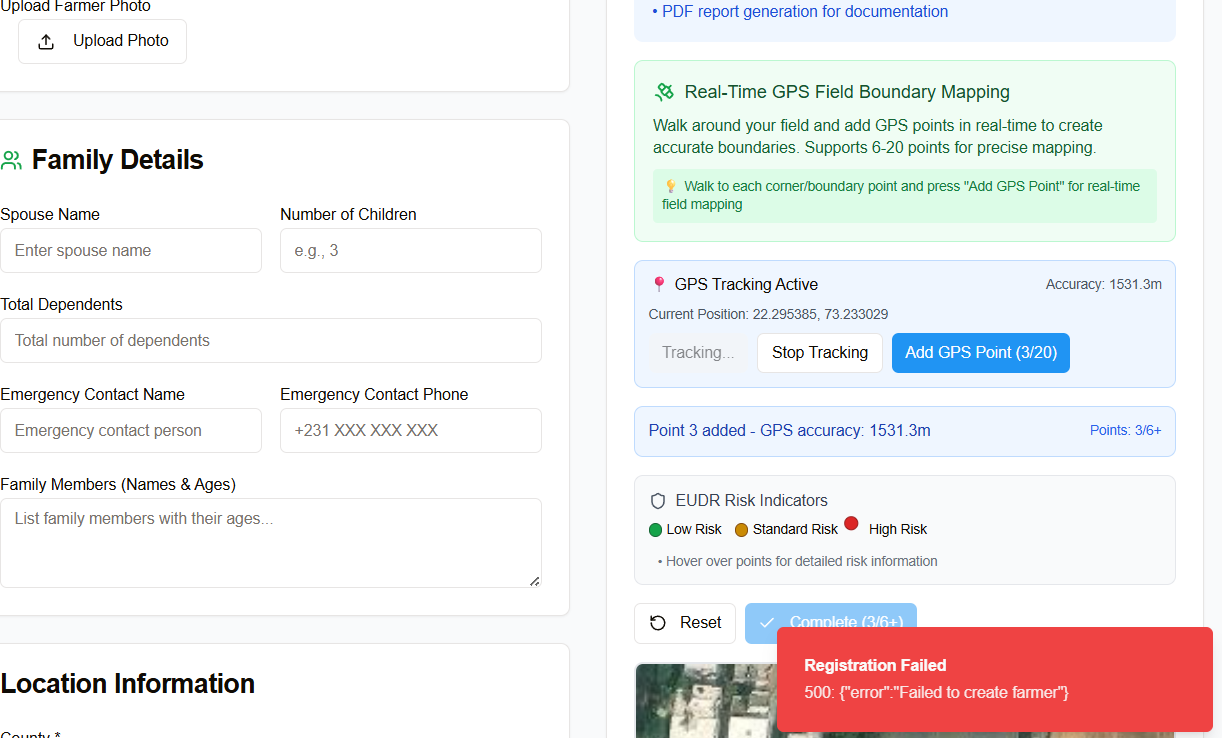 Upload Farmer Photo
Upload Photo
Family Details
Spouse Name
Number of Children
Enter spouse name
e.g., 3
Total Dependents
Total number of dependents
Emergency Contact Name
Emergency Contact Phone
Emergency contact person
+231 XXX XXX XXX
Family Members (Names & Ages)
List family members with their ages...
Location Information
County *
• PDF report generation for documentation
Real-Time GPS Field Boundary Mapping
Walk around your field and add GPS points in real-time to create
accurate boundaries. Supports 6-20 points for precise mapping.
Walk to each corner/boundary point and press "Add GPS Point" for real-time
field mapping
GPS Tracking Active
Accuracy: 1531.3m
Current Position: 22.295385, 73.233029
Tracking...
Stop Tracking
Add GPS Point (3/20)
Point 3 added - GPS accuracy: 1531.3m
Points: 3/6+
EUDR Risk Indicators
Low Risk
Standard Risk
High Risk
• Hover over points for detailed risk information
Reset
Complete (3/6+)
Registration Failed
500: {"error":"Failed to create farmer"}